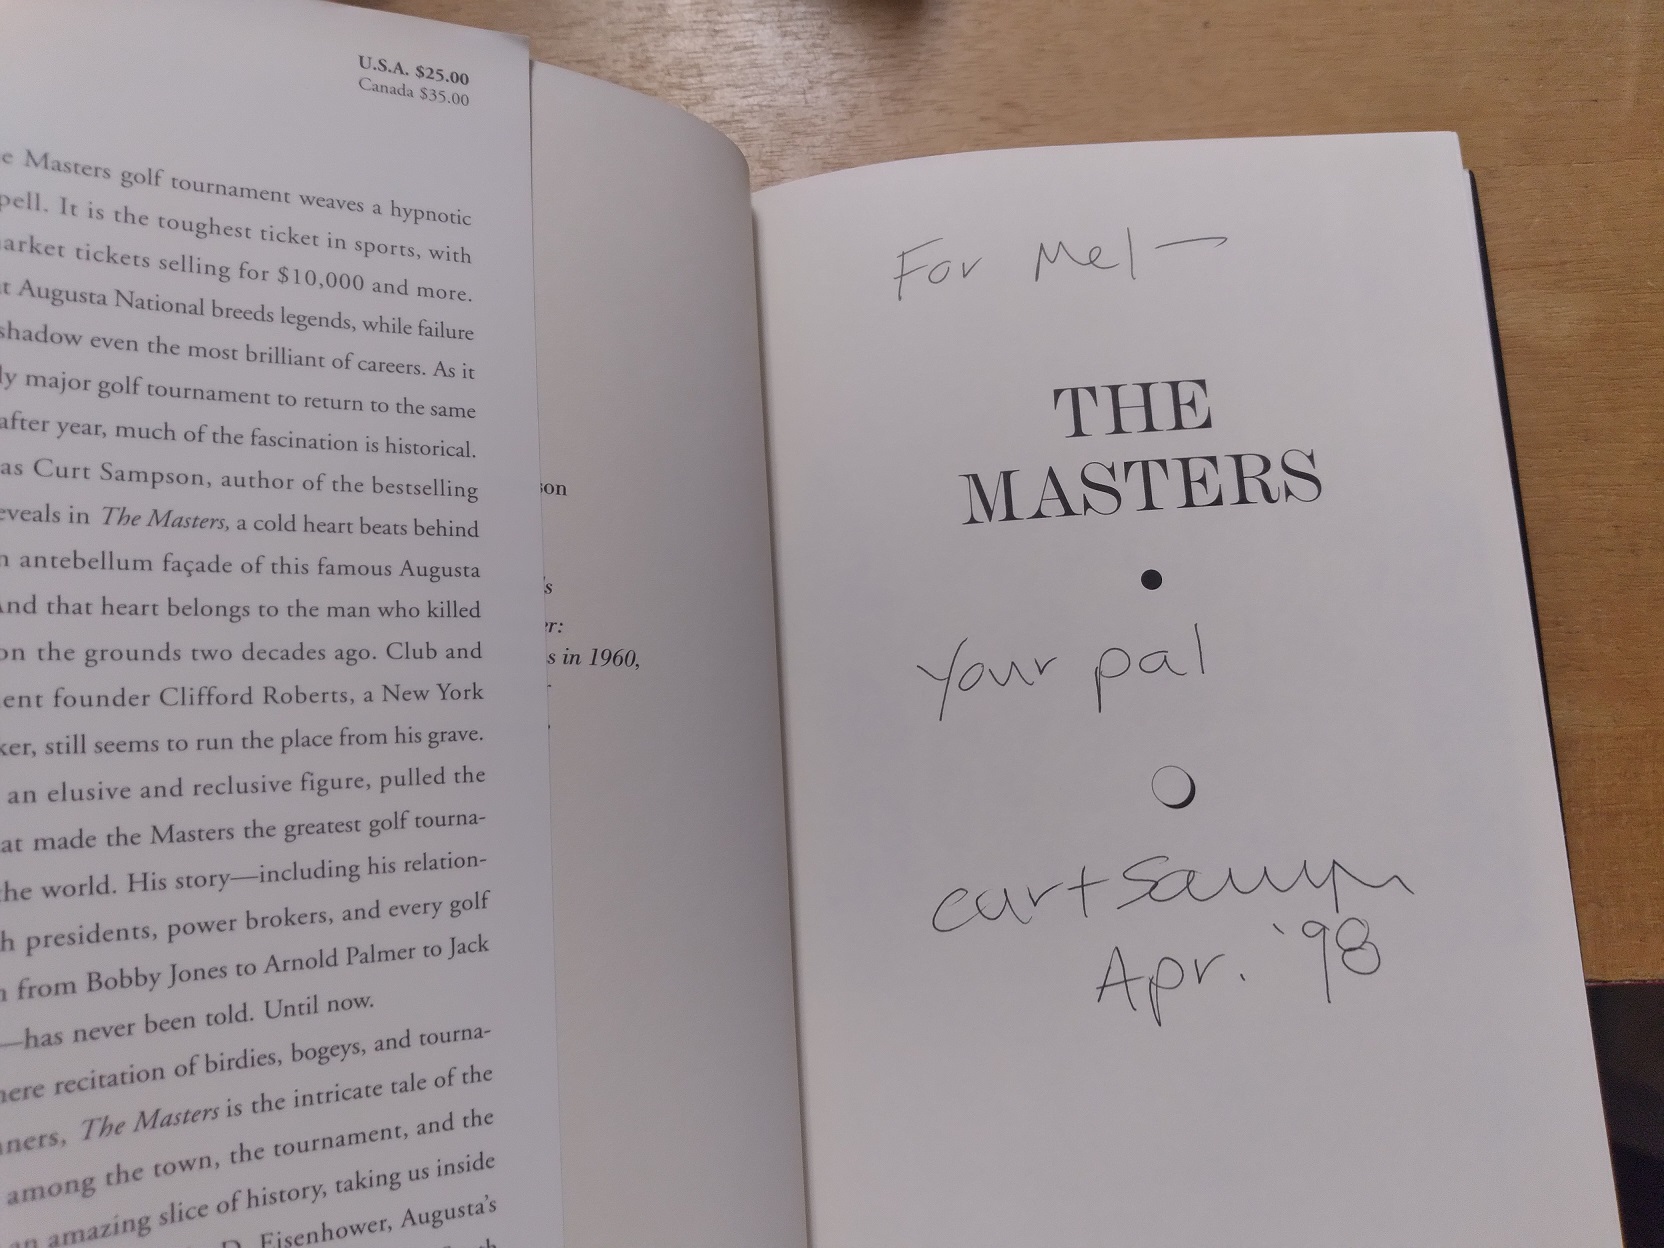 U.S.A. $25.00
Canada $35.00
e Masters golf tournament weaves a hypnotic
pell. It is the toughest ticket in sports, with
arket tickets selling for $10,000 and more.
t Augusta National breeds legends, while failure
shadow even the most brilliant of careers. As it
ly major golf tournament to return to the same
after year, much of the fascination is historical.
as Curt Sampson, author of the bestselling
eveals in The Masters, a cold heart beats behind
n antebellum façade of this famous Augusta
And that heart belongs to the man who killed
on the grounds two decades ago. Club and
ent founder Clifford Roberts, a New York
ker, still seems to run the place from his grave.
an elusive and reclusive figure, pulled the
at made the Masters the greatest golf tourna-
the world. His story—including his relation-
h presidents, power brokers, and every golf
n from Bobby Jones to Arnold Palmer to Jack
—has never been told. Until now.
mere recitation of birdies, bogeys, and tourna-
nners, The Masters is the intricate tale of the
among the town, the tournament, and the
an amazing slice of history, taking us inside
D. Eisenhower, Augusta's
son
's
er:
s in 1960,
For Mel—
THE
MASTERS
Your pal
Curt Samp
Apr. '98